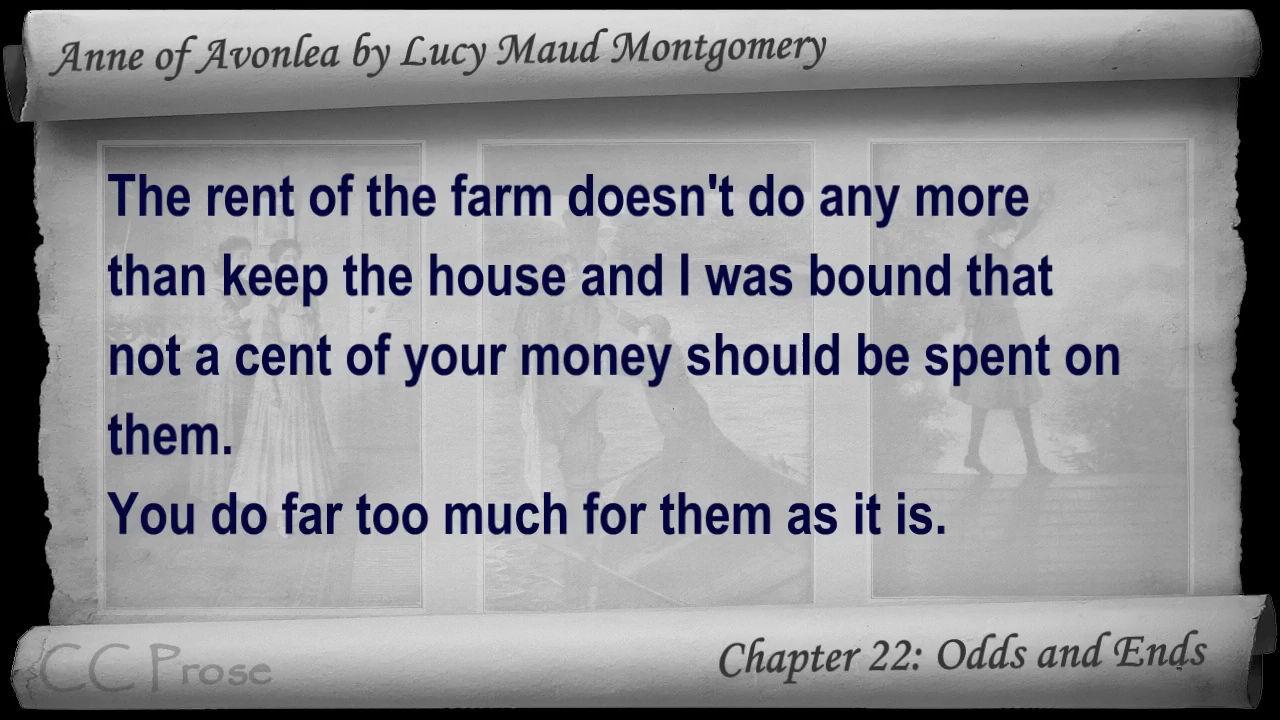 Anne of Avonlea by Lucy Maud Montgomery
The rent of the farm doesn't do any more
than keep the house and I was bound that
not a cent of your money should be spent on
them.
You do far too much for them as it is.
CC Prose
Chapter 22: Odds and Ends